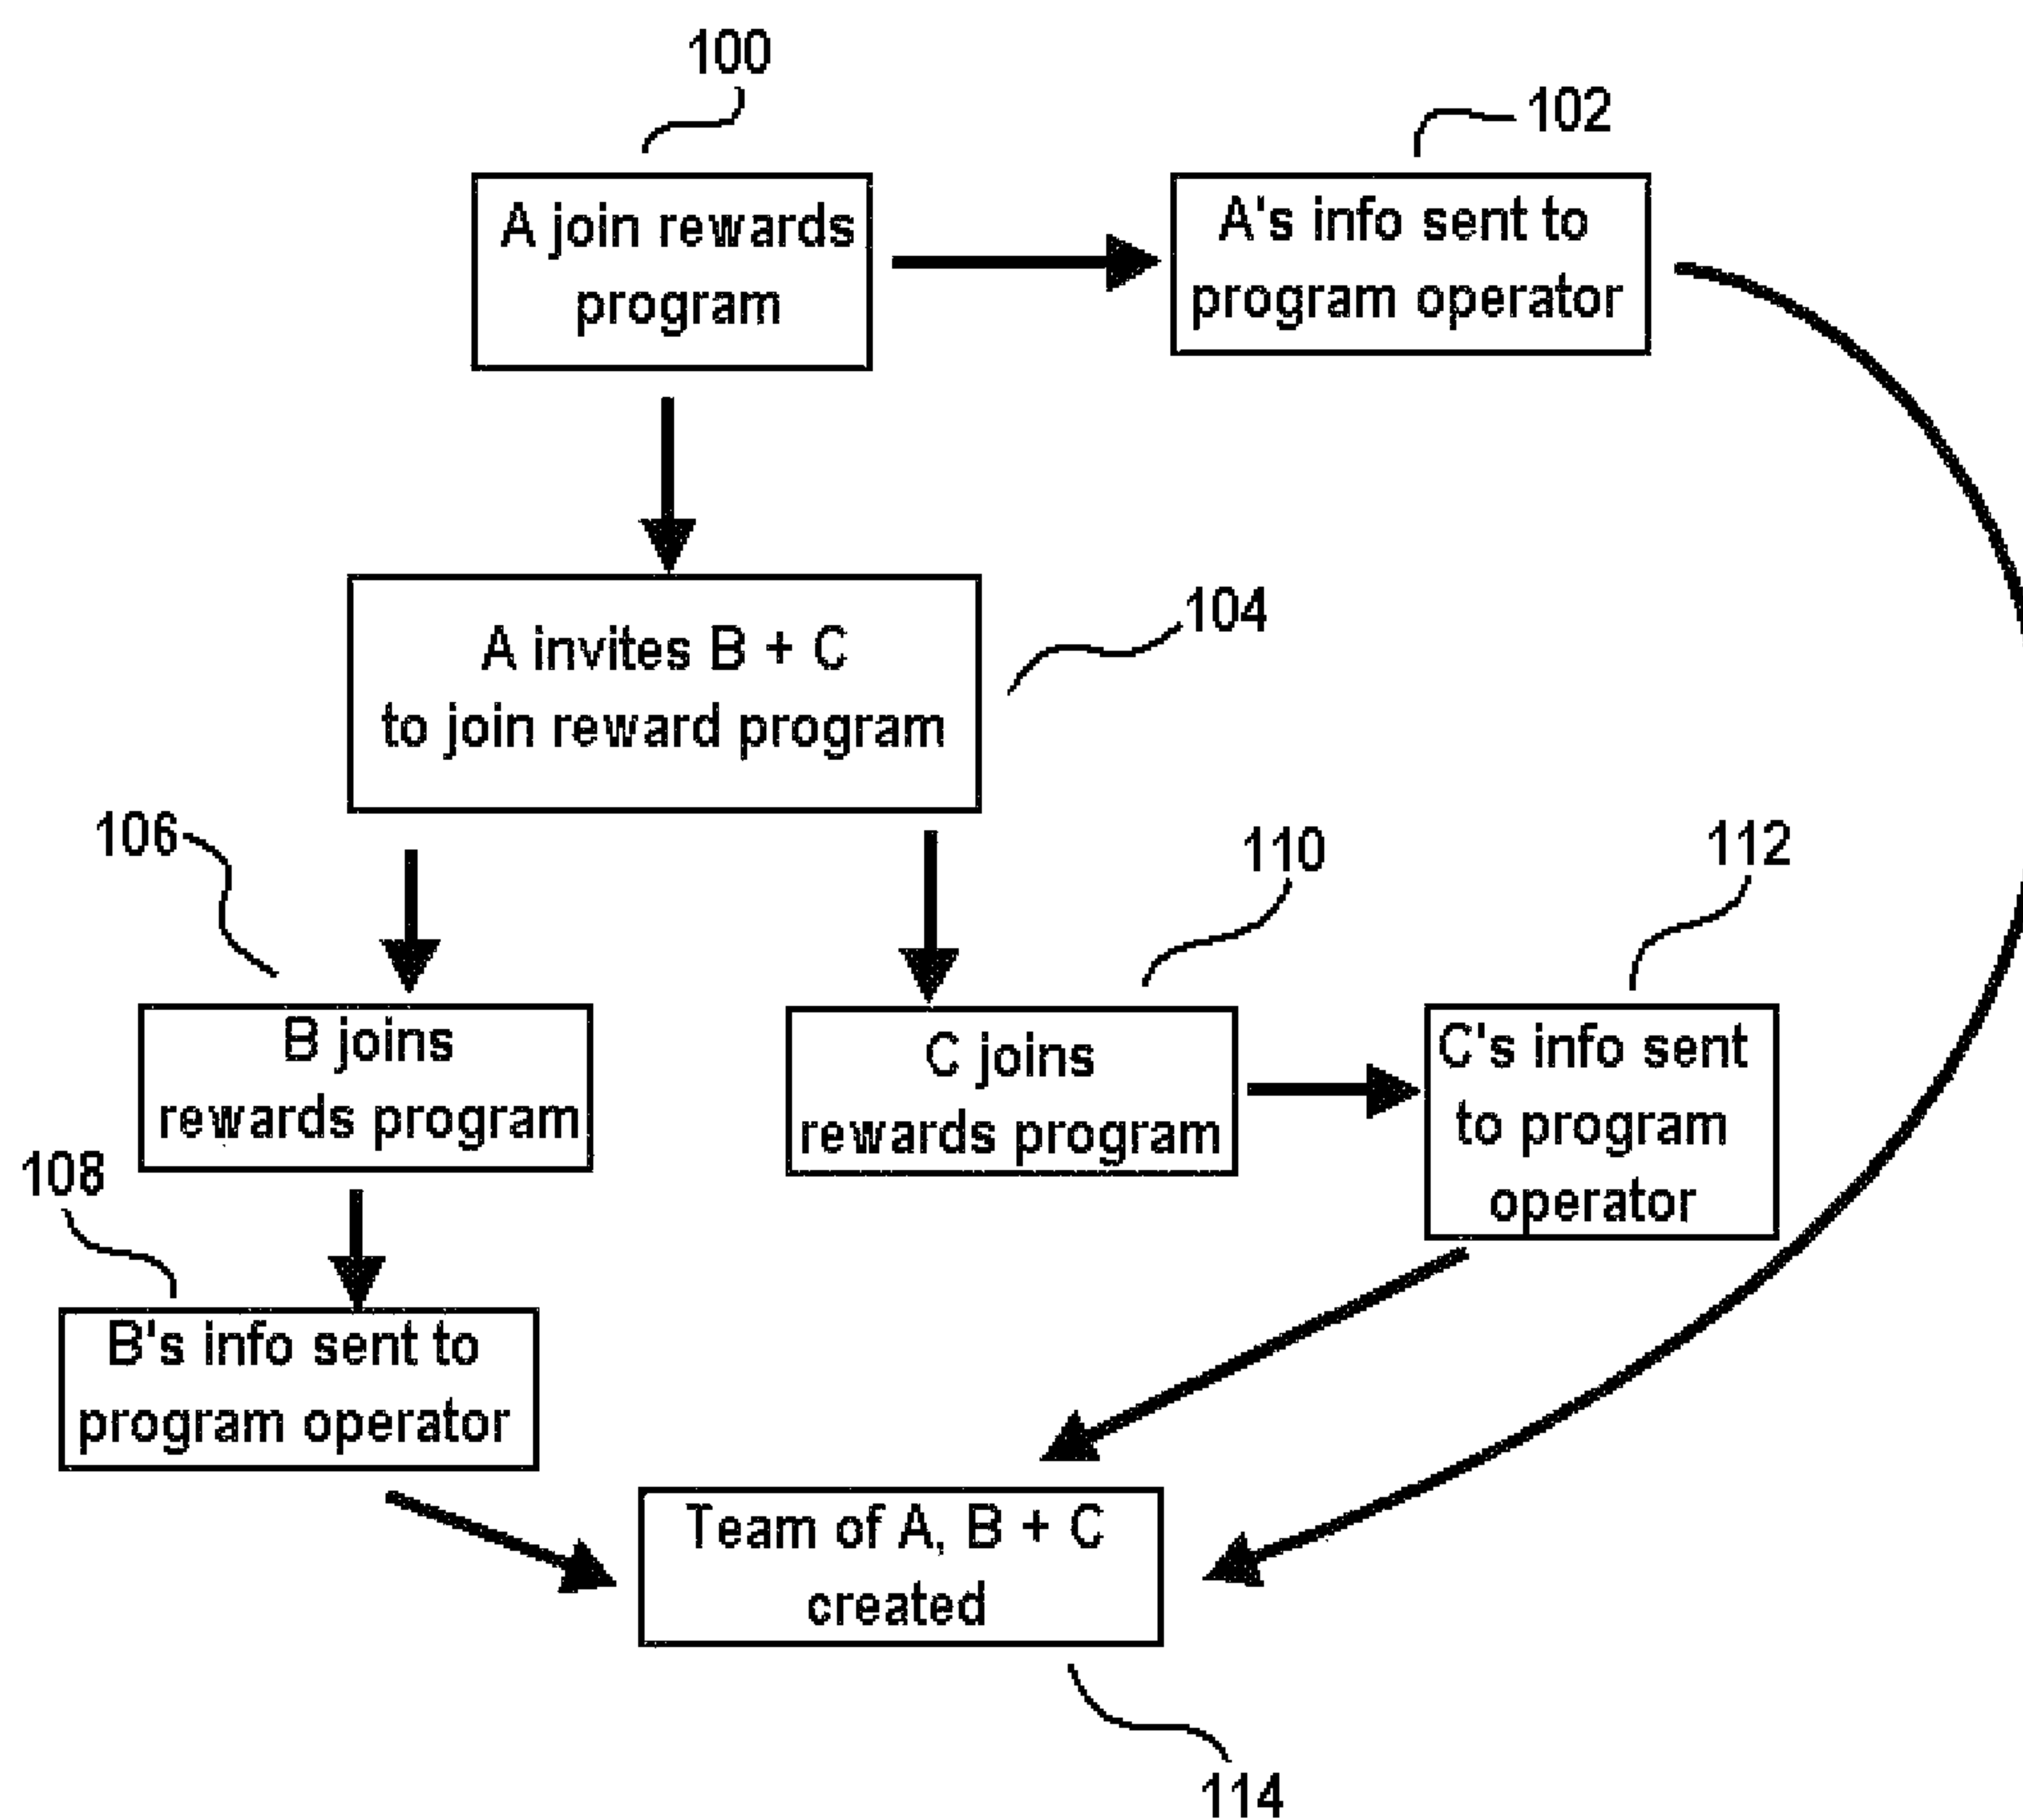 100
102
A join rewards
program
A's info sent to
program operator
104
A invites B + C
to join reward program
106
110
112
B joins
rewards program
C joins
rewards program
C's info sent
to program
operator
108
B's info sent to
program operator
Team of A, B + C
created
114